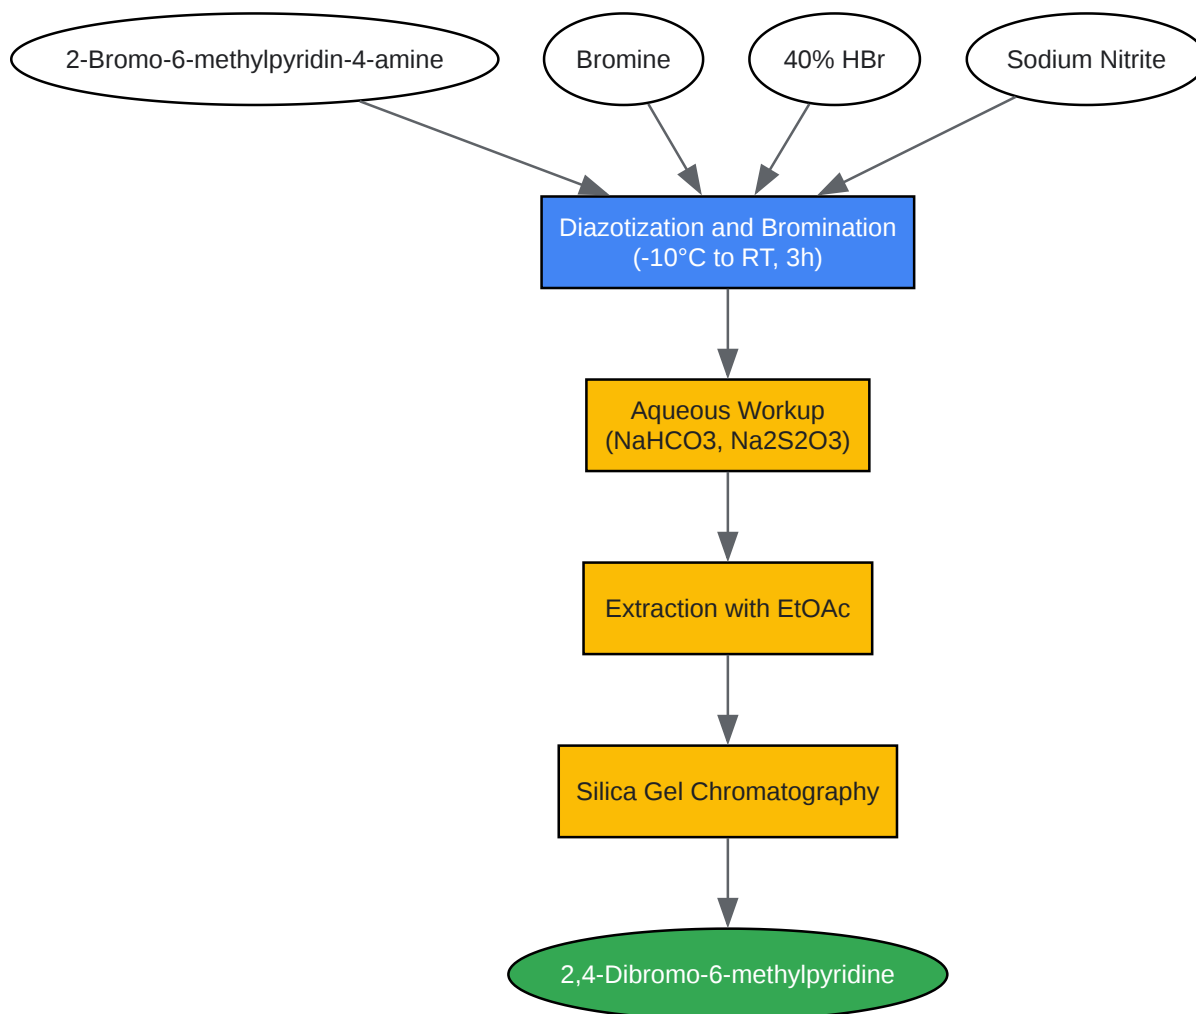 2-Bromo-6-methylpyridin-4-amine
Bromine
40% HBr
Sodium Nitrite
Diazotization and Bromination
(-10°C to RT, 3h)
Aqueous Workup
(NaHCO3, Na2S2O3)
Extraction with EtOAc
Silica Gel Chromatography
2,4-Dibromo-6-methylpyridine